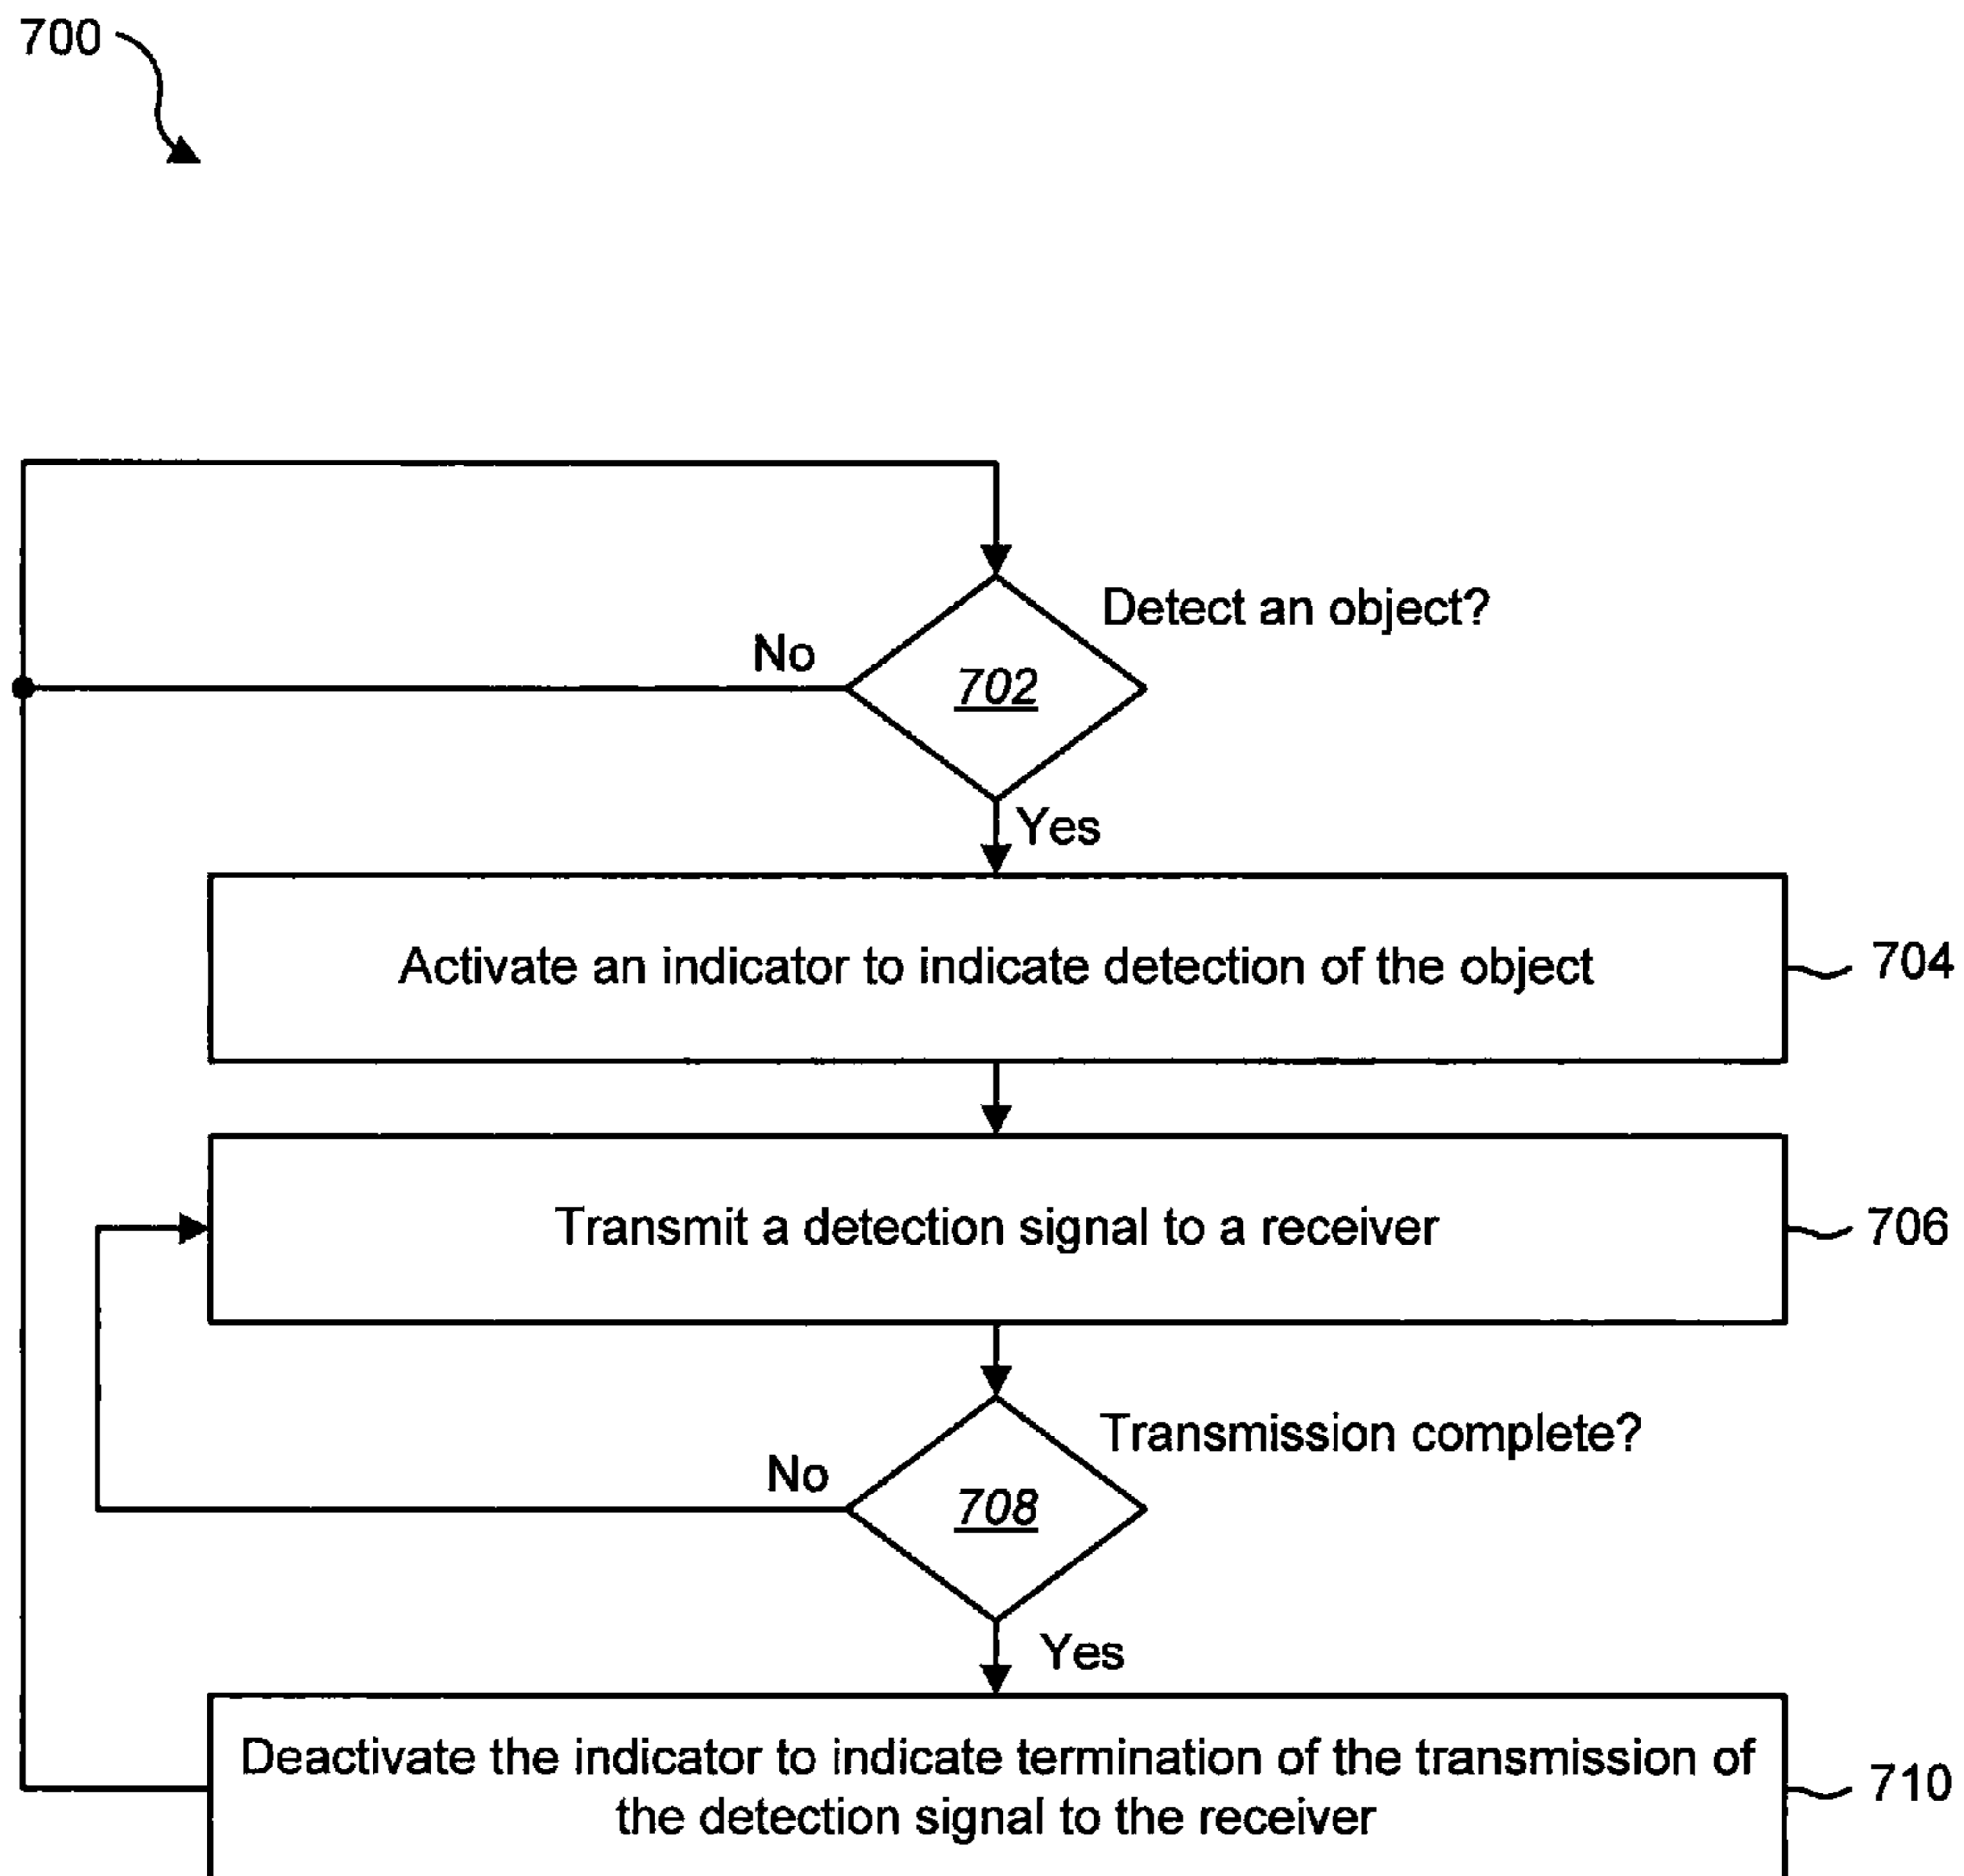 700
Detect an object?
No
702
Yes
Activate an indicator to indicate detection of the object
704
Transmit a detection signal to a receiver
706
Transmission complete?
No
708
Yes
Deactivate the indicator to indicate termination of the transmission of
the detection signal to the receiver
710